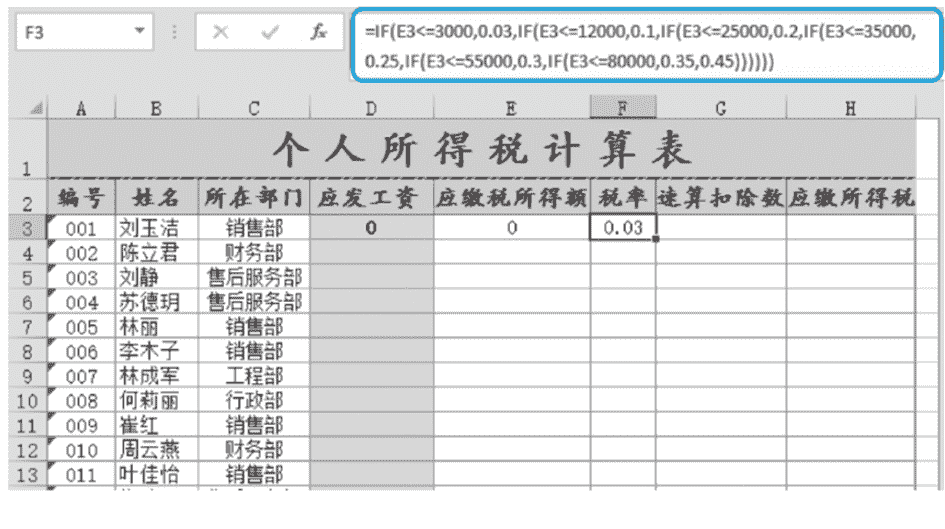 F3 fx =IF(E3<=3000,0.03,IF(E3<=12000,0.1,IF(E3<=25000,0.2,IF(E3<=35000,
0.25,IF(E3<=55000,0.3,IF(E3<=80000,0.35,0.45))))))
A B C D E F G H
1 个人所得税计算表
2 编号 姓名 所在部门 应发工资 应缴税所得额 税率 速算扣除数 应缴所得税
3 001 刘玉洁 销售部 0 0 0.03
4 002 陈立君 财务部
5 003 刘静 售后服务部
6 004 苏德玥 售后服务部
7 005 林丽 销售部
8 006 李木子 销售部
9 007 林成军 工程部
10 008 何莉丽 行政部
11 009 崔红 销售部
12 010 周云燕 财务部
13 011 叶佳怡 销售部